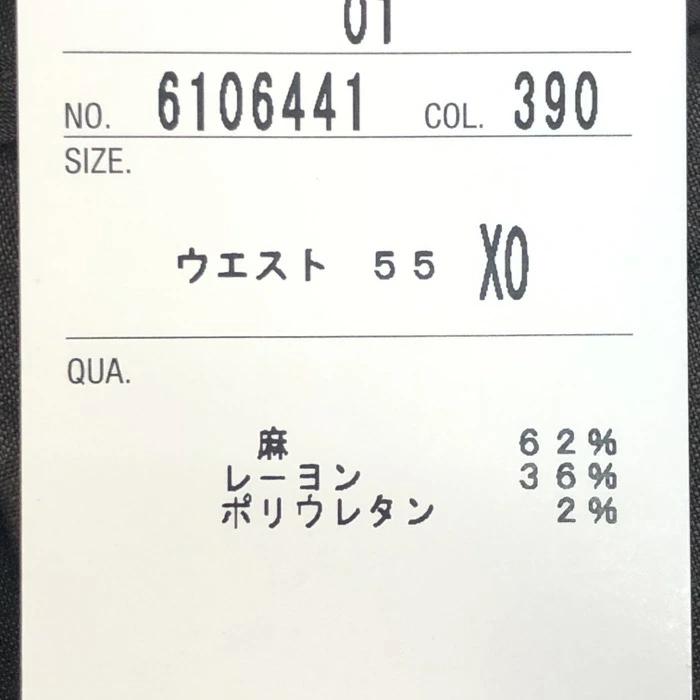 01
NO. 6106441 COL. 390
SIZE.
ウエスト 55 XO
QUA.
麻 62%
レーヨン 36%
ポリウレタン 2%